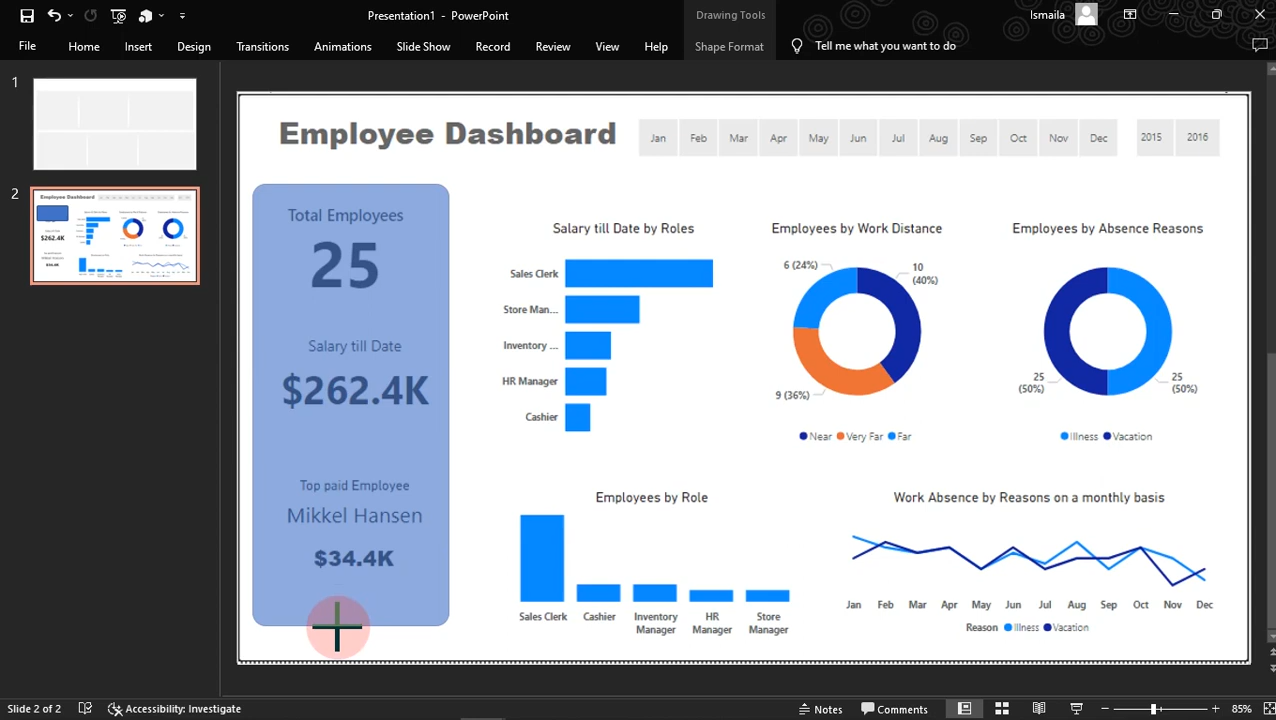 Presentation1 - PowerPoint
Drawing Tools
Ismaila
File
Home
Insert
Design
Transitions
Animations
Slide Show
Record
Review
View
Help
Shape Format
Tell me what you want to do
1
2
Employee Dashboard
Jan
Feb
Mar
Apr
May
Jun
Jul
Aug
Sep
Oct
Nov
Dec
2015
2016
Total Employees
25
Salary till Date
$262.4K
Top paid Employee
Mikkel Hansen
$34.4K
Salary till Date by Roles
Sales Clerk
Store Man...
Inventory ...
HR Manager
Cashier
Employees by Work Distance
6 (24%)
10
(40%)
9 (36%)
Near
Very Far
Far
Employees by Absence Reasons
25
(50%)
25
(50%)
Illness
Vacation
Employees by Role
Sales Clerk
Cashier
Inventory
Manager
HR
Manager
Store
Manager
Work Absence by Reasons on a monthly basis
Jan
Feb
Mar
Apr
May
Jun
Jul
Aug
Sep
Oct
Nov
Dec
Reason
Illness
Vacation
Slide 2 of 2
Accessibility: Investigate
Notes
Comments
85%